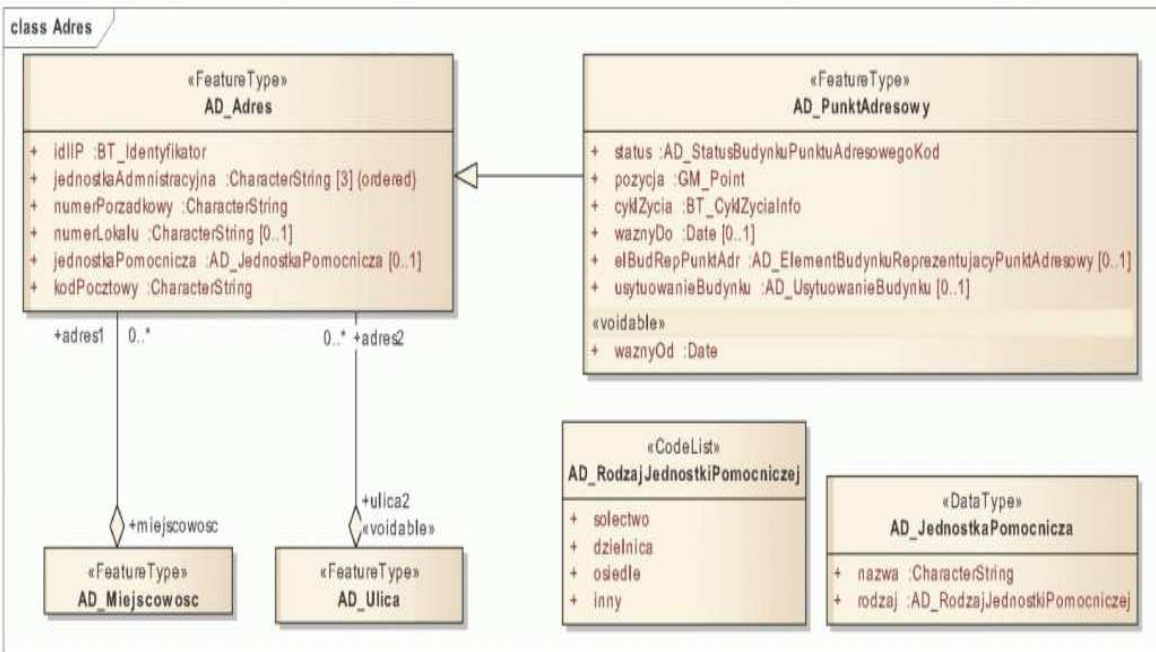 class Adres
«FeatureType»
AD_Adres
+ idIIP :BT_Identyfikator
+ jednostkaAdmnistracyjna :CharacterString [3] {ordered}
+ numerPorzadkowy :CharacterString
+ numerLokalu :CharacterString [0..1]
+ jednostkaPomocnicza :AD_JednostkaPomocnicza [0..1]
+ kodPocztowy :CharacterString
«FeatureType»
AD_PunktAdresowy
+ status :AD_StatusBudynkuPunktuAdresowegoKod
+ pozycja :GM_Point
+ cyklZycia :BT_CyklZyciaInfo
+ waznyDo :Date [0..1]
+ elBudRepPunktAdr :AD_ElementBudynkuReprezentujacyPunktAdresowy [0..1]
+ usytuowanieBudynku :AD_UsytuowanieBudynku [0..1]
«voidable»
+ waznyOd :Date
+adres1 0..*
0..* +adres2
+miejscowosc
+ulica2
«voidable»
«FeatureType»
AD_Miejscowosc
«FeatureType»
AD_Ulica
«CodeList»
AD_RodzajJednostkiPomocniczej
+ solectwo
+ dzielnica
+ osiedle
+ inny
«DataType»
AD_JednostkaPomocnicza
+ nazwa :CharacterString
+ rodzaj :AD_RodzajJednostkiPomocniczej